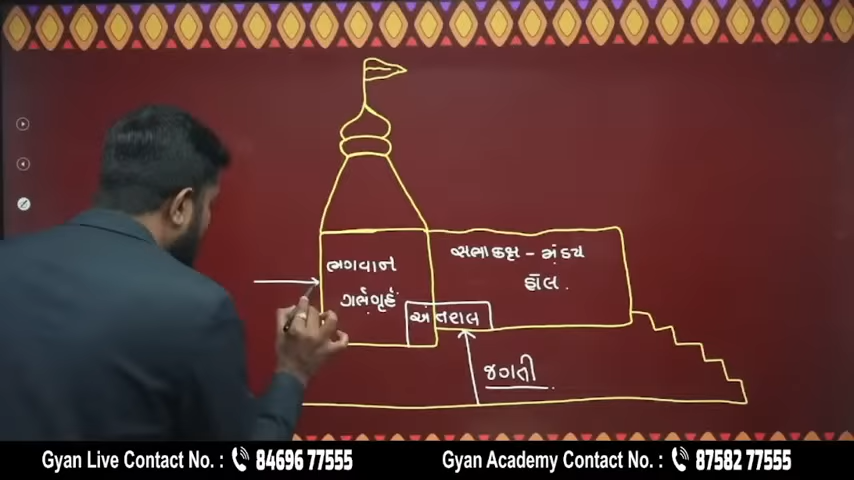 ભગવાન
ગર્ભગૃહ
સભાકક્ષ - મંડપ
હૉલ.
અંતરાલ
જગતી
Gyan Live Contact No. : 84696 77555
Gyan Academy Contact No. : 87582 77555